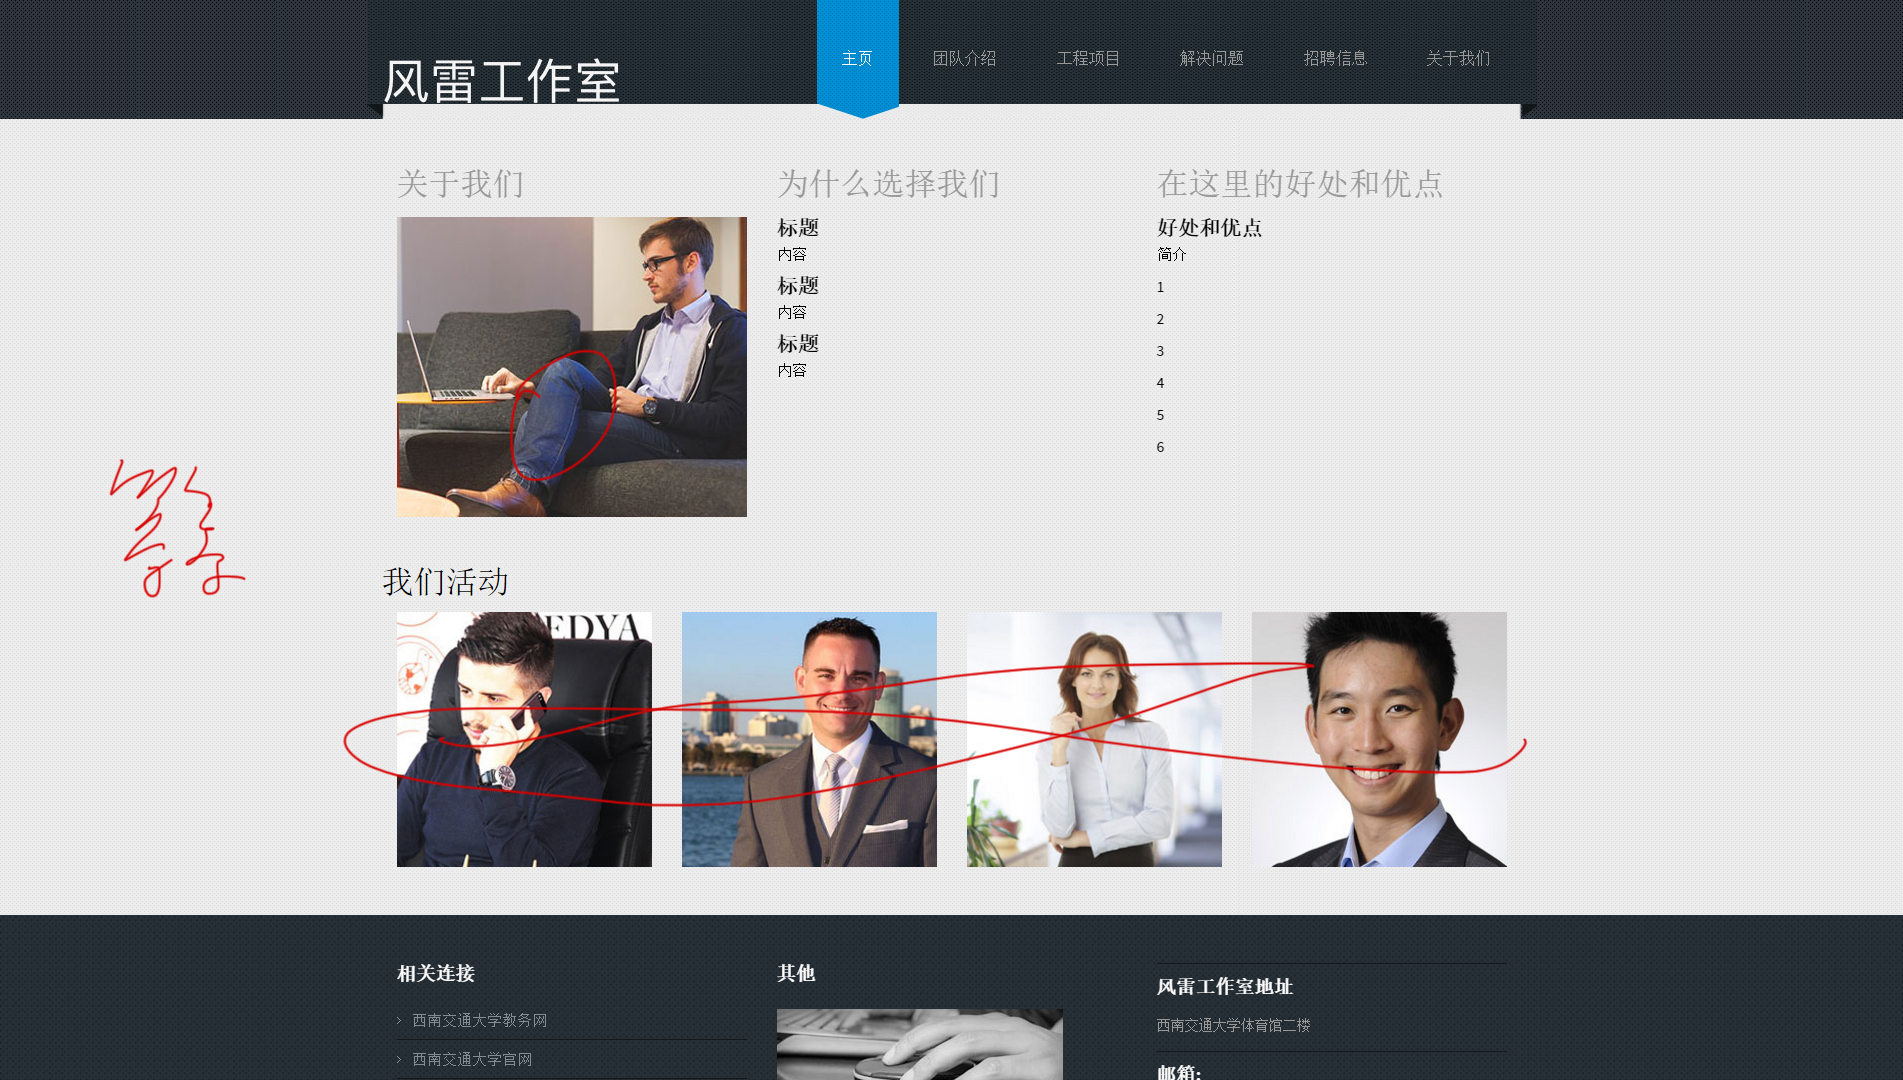 风雷工作室
主页 团队介绍 工程项目 解决问题 招聘信息 关于我们
关于我们
为什么选择我们
标题
内容
标题
内容
标题
内容
在这里的好处和优点
好处和优点
简介
1
2
3
4
5
6
我们活动
EDYA
相关连接
西南交通大学教务网
西南交通大学官网
其他
风雷工作室地址
西南交通大学体育馆二楼
邮箱: